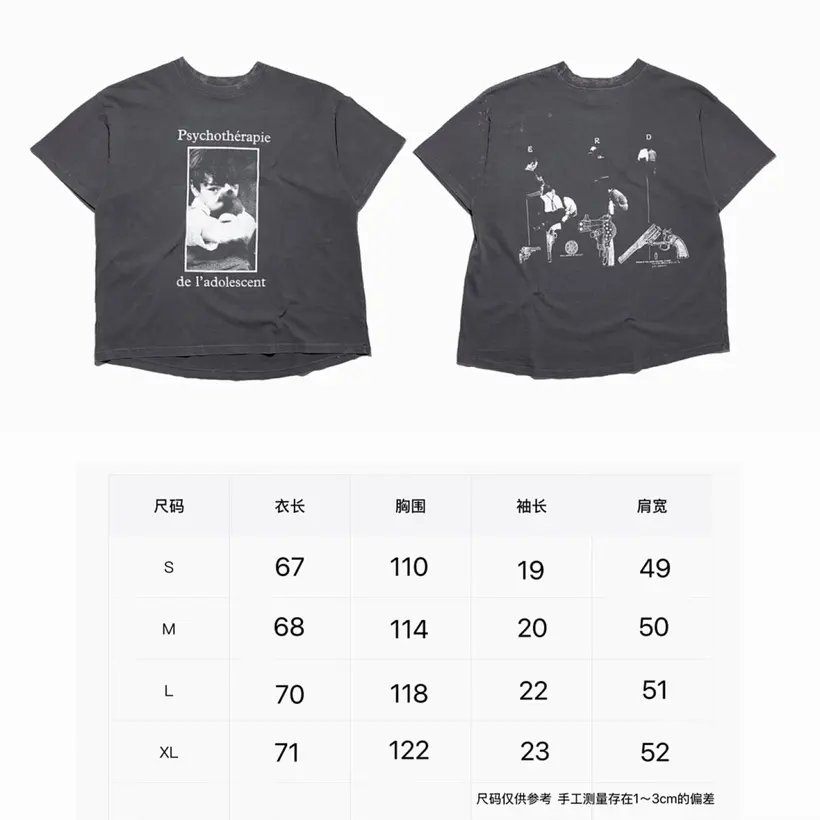 Psychothérapie
de l'adolescent
E R D
尺码 衣长 胸围 袖长 肩宽
S 67 110 19 49
M 68 114 20 50
L 70 118 22 51
XL 71 122 23 52
尺码仅供参考 手工测量存在1～3cm的偏差